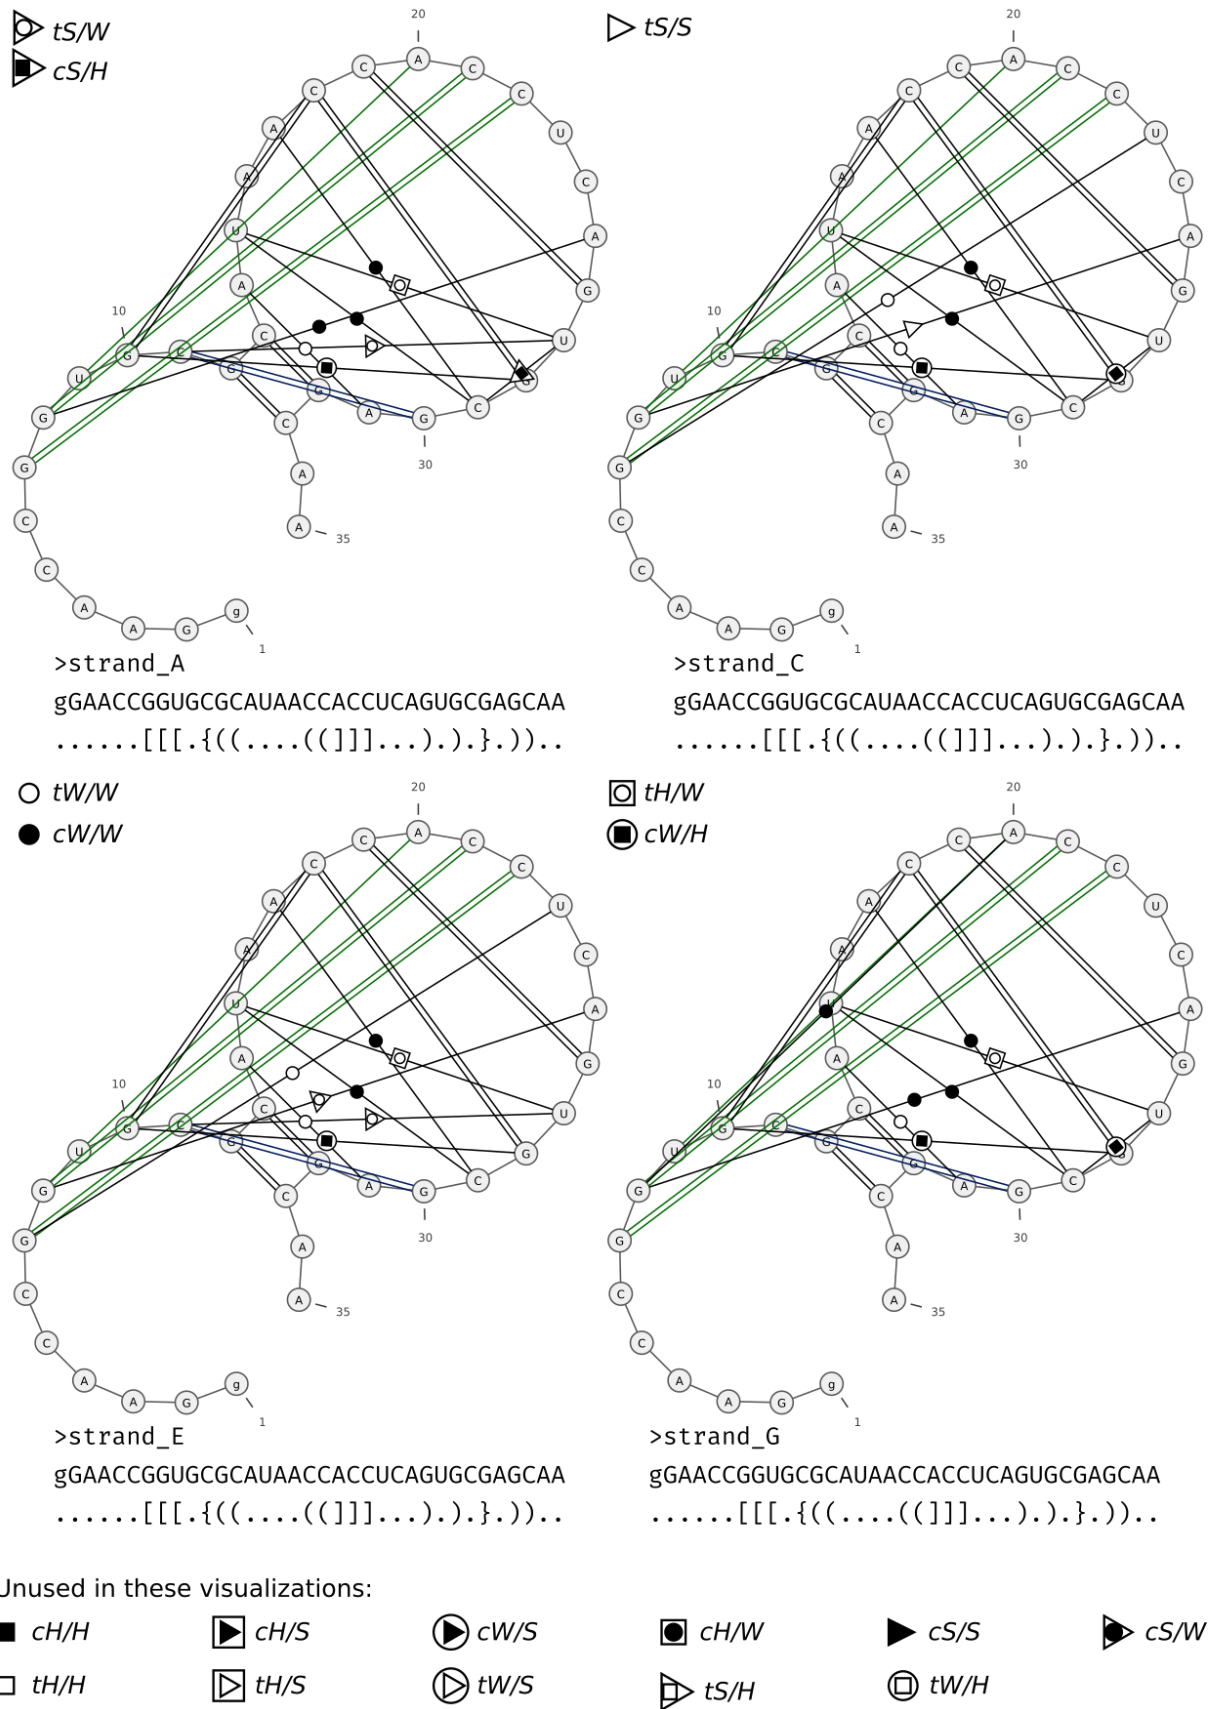 tS/W
cS/H
tS/S
20
20
C A C
C A C
C C
C C
A U
A U
A C
A C
U A
U A
A G
A G
10
10
C U
C U
G C
G C
U G G
U G G
G G A G C
G G A G C
C
C
G
G
30
30
A
A
C
C
A
35
A
35
C
C
A A G g
A A G g
1
1
>strand_A
>strand_C
gGAACCGGUGCGCAUAACCACCUCAGUGCGAGCAA
gGAACCGGUGCGCAUAACCACCUCAGUGCGAGCAA
......[[[.{((....((]]]...).).}.))..
......[[[.{((....((]]]...).).}.))..
tW/W
cW/W
tH/W
cW/H
20
20
C A C
C A C
C C
C C
A U
A U
A C
A C
U A
U A
A G
A G
10
10
C U
C U
G C
G C
U G G
U G G
G G A G C
G G A G C
C
C
G
G
30
30
A
A
C
C
A
35
A
35
C
C
A A G g
A A G g
1
1
>strand_E
>strand_G
gGAACCGGUGCGCAUAACCACCUCAGUGCGAGCAA
gGAACCGGUGCGCAUAACCACCUCAGUGCGAGCAA
......[[[.{((....((]]]...).).}.))..
......[[[.{((....((]]]...).).}.))..
Unused in these visualizations:
cH/H cH/S cW/S cH/W cS/S cS/W
tH/H tH/S tW/S tS/H tW/H